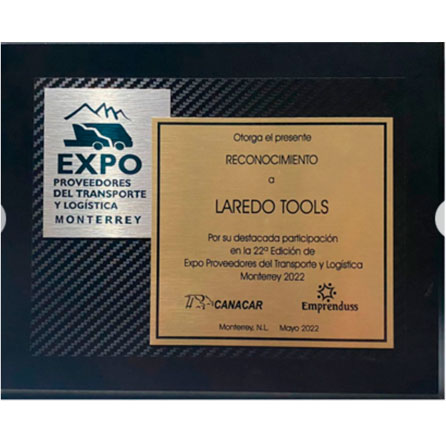 EXPO
PROVEEDORES
DEL TRANSPORTE
Y LOGÍSTICA
MONTERREY
Otorga el presente
RECONOCIMIENTO
a
LAREDO TOOLS
Por su destacada participación
en la 22ª Edición de
Expo Proveedores del Transporte y Logística
Monterrey 2022
CANACAR
Emprenduss
Monterrey, N.L. Mayo 2022